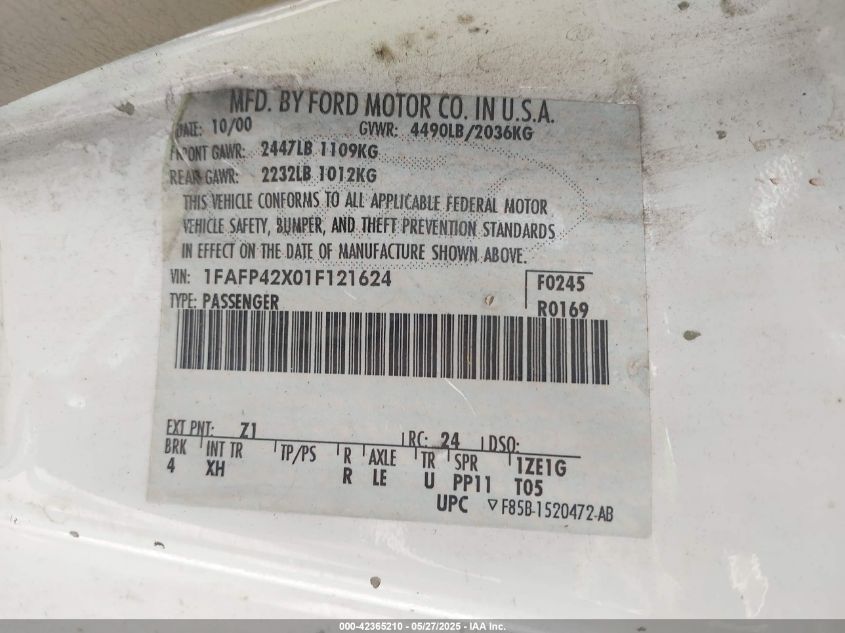 MFD. BY FORD MOTOR CO. IN U.S.A.
DATE: 10/00 GVWR: 4490LB/2036KG
FRONT GAWR: 2447LB 1109KG
REAR GAWR: 2232LB 1012KG
THIS VEHICLE CONFORMS TO ALL APPLICABLE FEDERAL MOTOR
VEHICLE SAFETY, BUMPER, AND THEFT PREVENTION STANDARDS
IN EFFECT ON THE DATE OF MANUFACTURE SHOWN ABOVE.
VIN: 1FAFP42X01F121624 F0245
TYPE: PASSENGER R0169
EXT PNT: Z1 RC: 24 DSO:
BRK INT TR TP/PS R AXLE TR SPR 1ZE1G
4 XH R LE U PP11 T05
UPC ▽F85B-1520472-AB
000-42365210 - 05/27/2025 - IAA Inc.